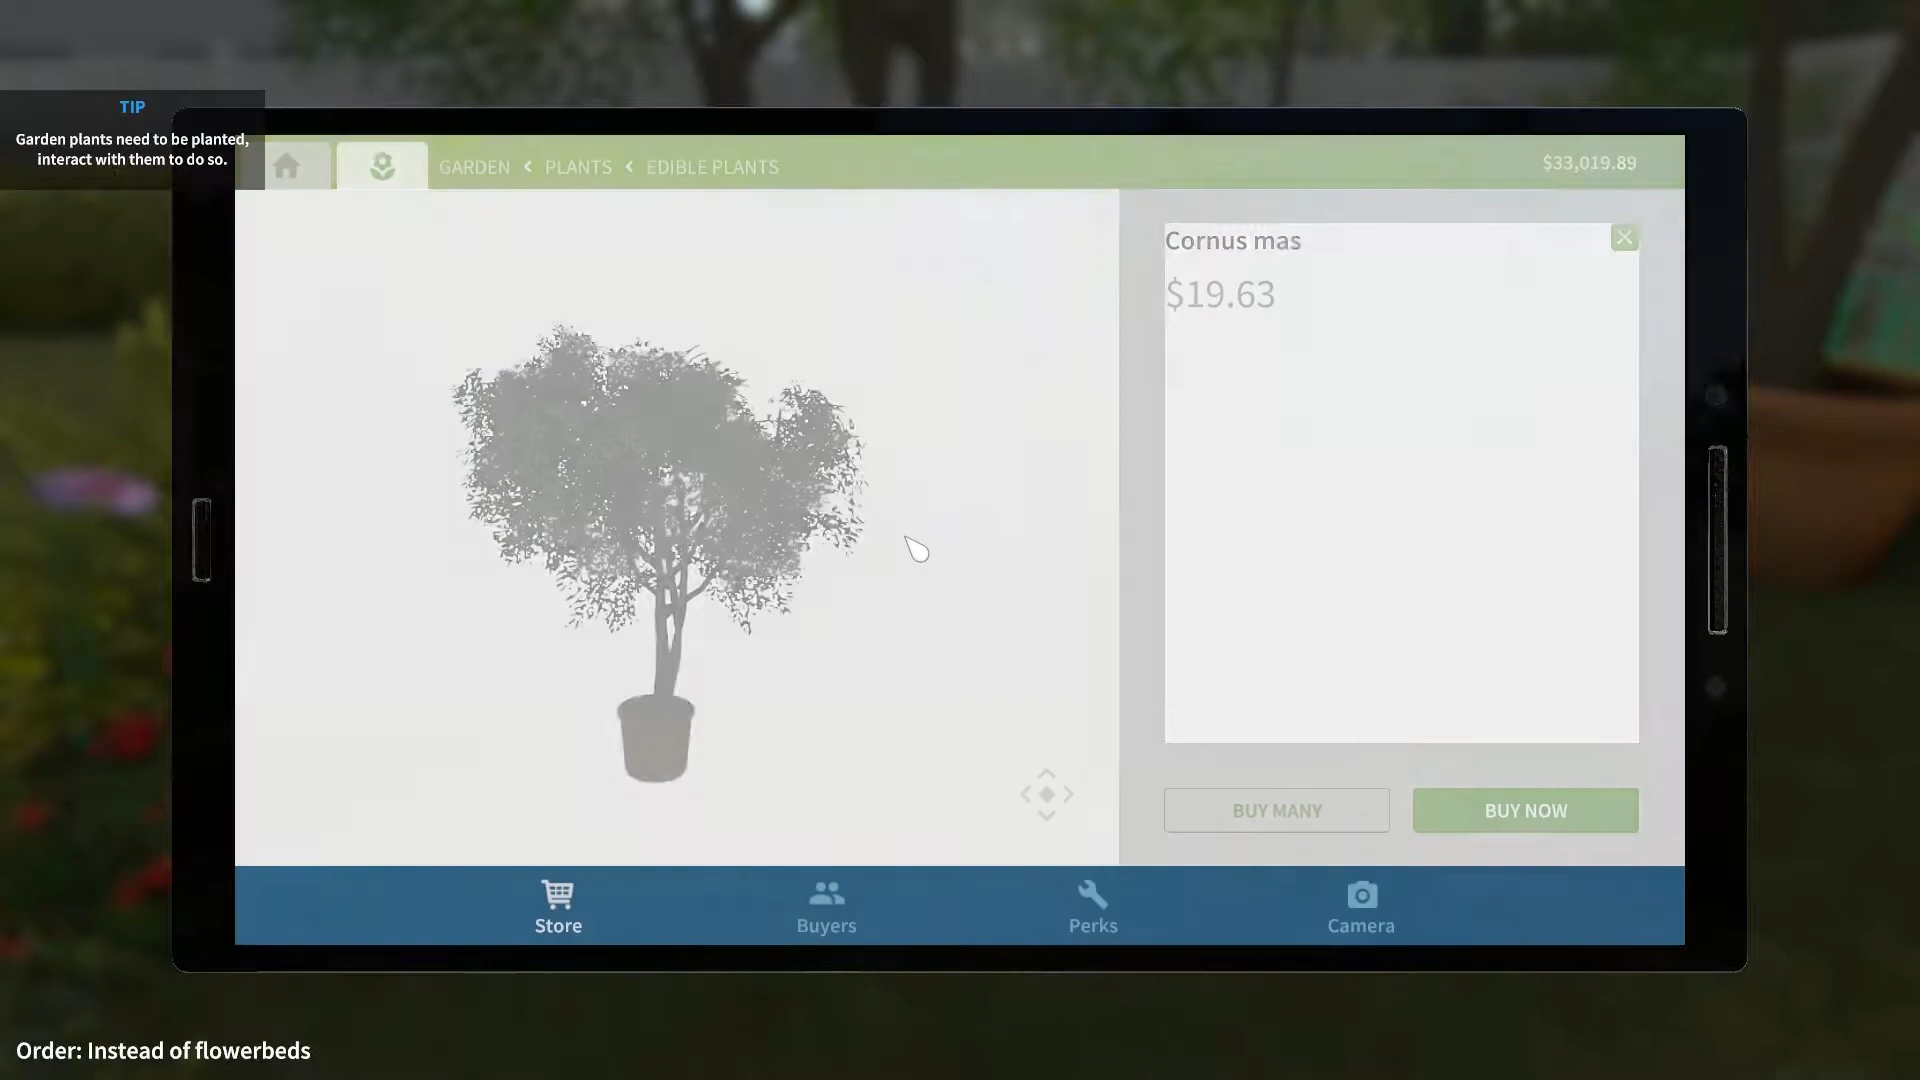 TIP
Garden plants need to be planted,
interact with them to do so.
GARDEN < PLANTS < EDIBLE PLANTS
$33,019.89
Cornus mas
$19.63
BUY MANY
BUY NOW
Store
Buyers
Perks
Camera
Order: Instead of flowerbeds